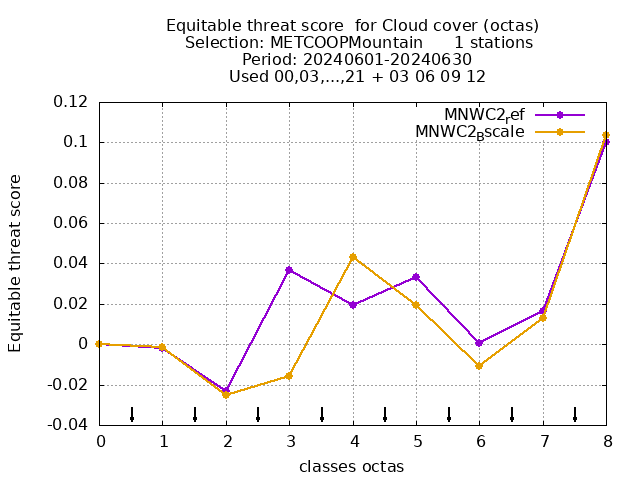 Equitable threat score  for Cloud cover (octas)
Selection: METCOOPMountain      1 stations
Period: 20240601-20240630
Used 00,03,...,21 + 03 06 09 12
MNWC2ref
MNWC2Bscale
0.12
0.1
0.08
0.06
0.04
0.02
0
-0.02
-0.04
Equitable threat score
0 1 2 3 4 5 6 7 8
classes octas